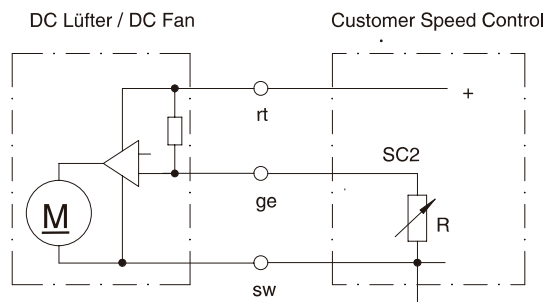 DC Lüfter / DC Fan
Customer Speed Control
rt
+
SC2
ge
M
R
sw